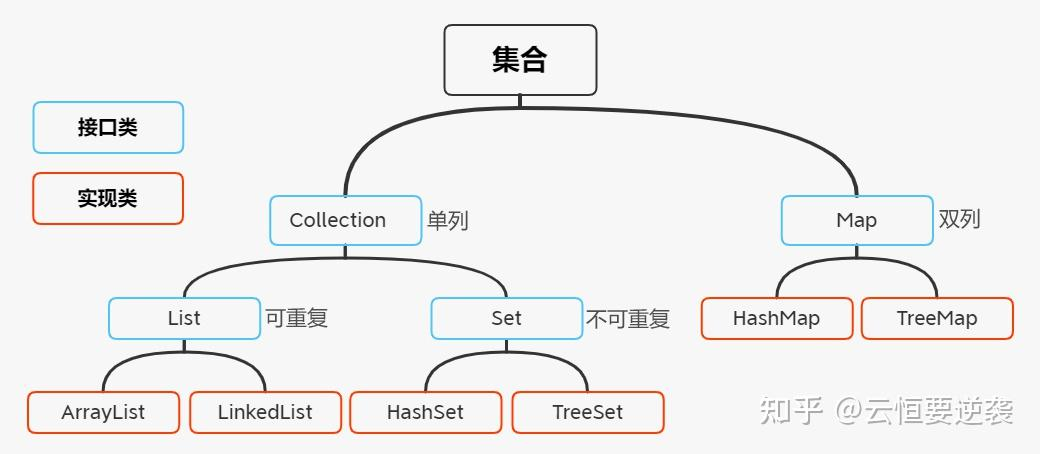 集合
接口类
实现类
Collection 单列
Map 双列
List 可重复
Set 不可重复
HashMap
TreeMap
ArrayList
LinkedList
HashSet
TreeSet
知乎 @云恒要逆袭